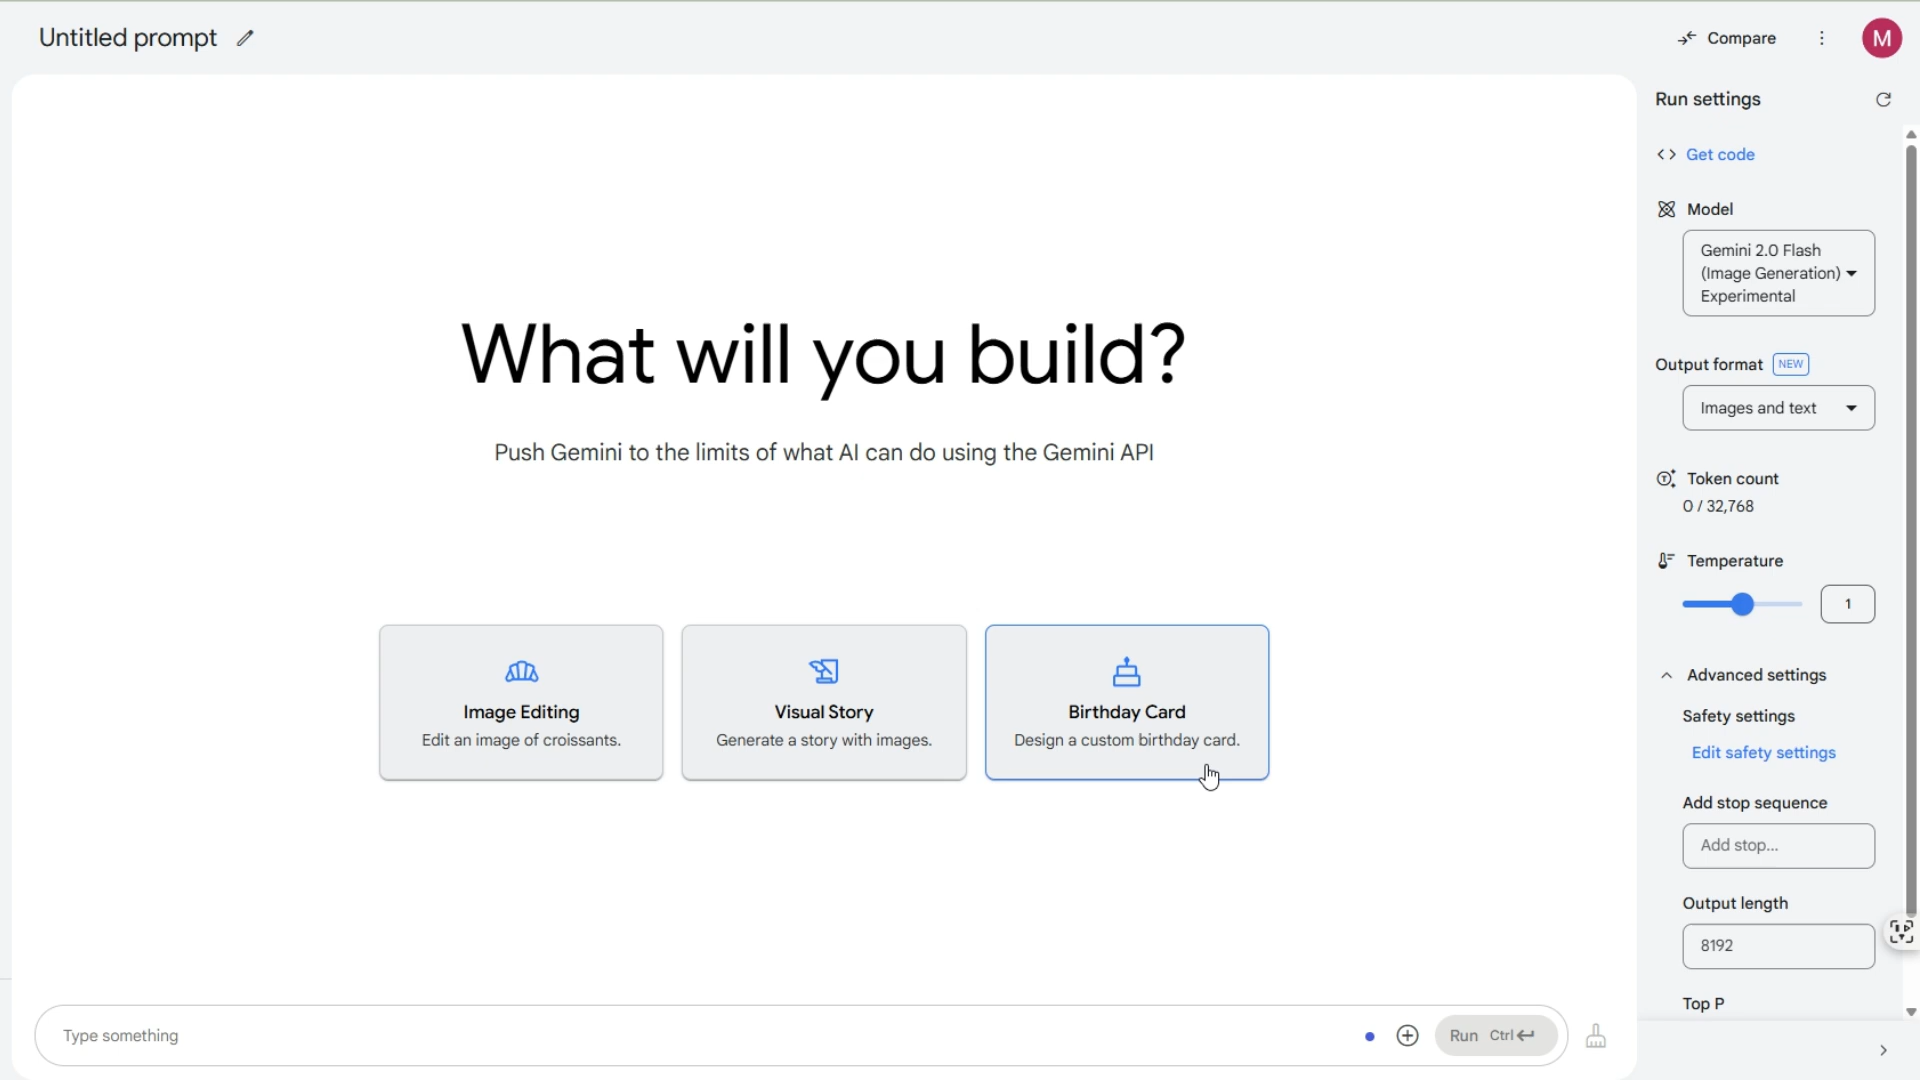 Untitled prompt
Compare
M
Run settings
Get code
Model
Gemini 2.0 Flash
(Image Generation)
Experimental
Output format NEW
Images and text
Token count
0 / 32,768
Temperature
1
Advanced settings
Safety settings
Edit safety settings
Add stop sequence
Add stop...
Output length
8192
Top P
What will you build?
Push Gemini to the limits of what AI can do using the Gemini API
Image Editing
Edit an image of croissants.
Visual Story
Generate a story with images.
Birthday Card
Design a custom birthday card.
Type something
Run Ctrl